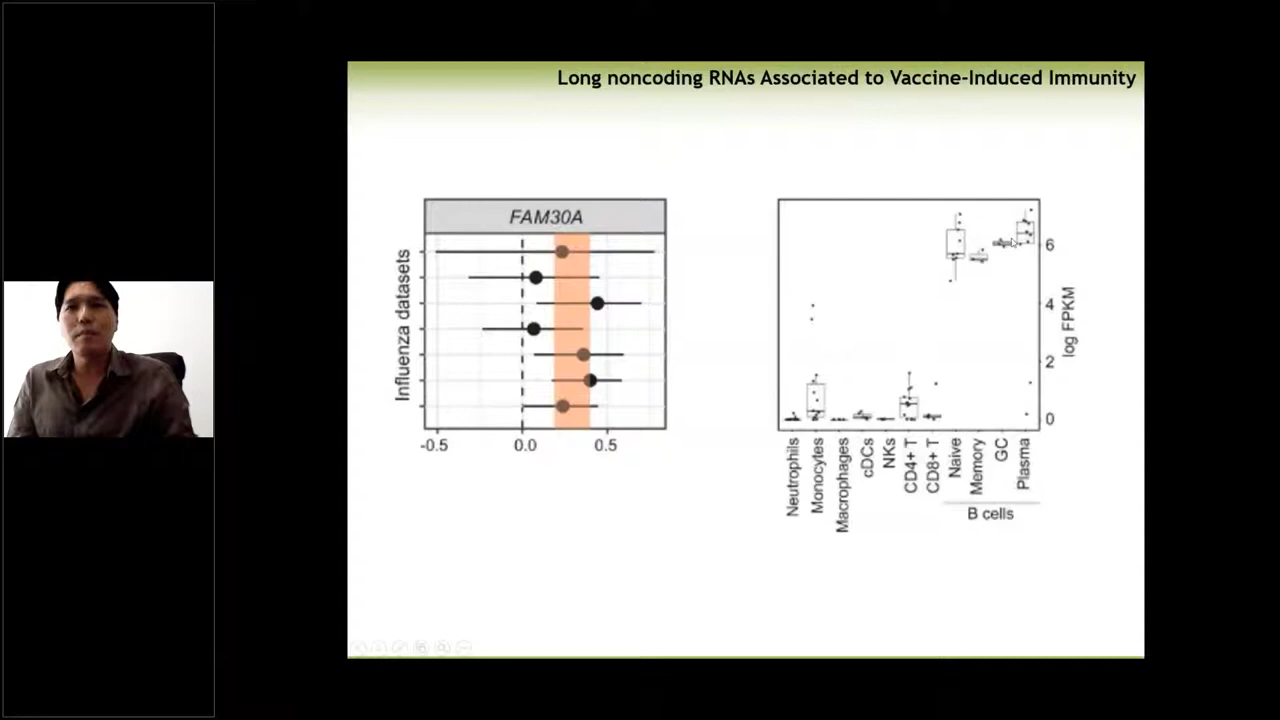 Long noncoding RNAs Associated to Vaccine-Induced Immunity
FAM30A
Influenza datasets
-0.5
0.0
0.5
6
4
2
0
log FPKM
Neutrophils
Monocytes
Macrophages
cDCs
NKs
CD4+ T
CD8+ T
Naive
Memory
GC
Plasma
B cells